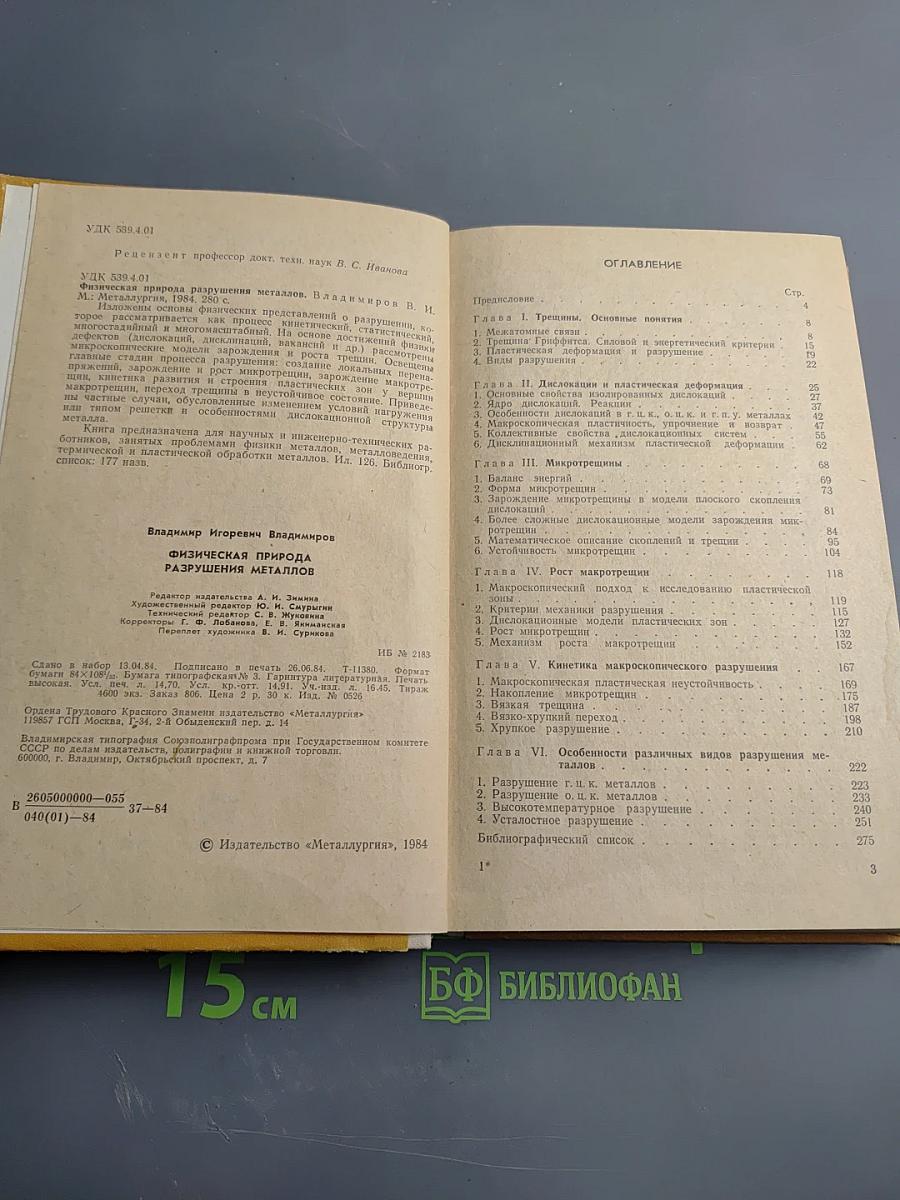 УДК 539.4.01
Рецензент профессор докт. техн. наук В. С. Иванова
УДК 539.4.01
Физическая природа разрушения металлов. Владимиров В. И.
М.: Металлургия, 1984. 280 с.
Изложены основы физических представлений о разрушении, ко-
торое рассматривается как процесс кинетический, статистический,
многостадийный и многомасштабный. На основе достижений физики
дефектов (дислокаций, дисклинаций, вакансий и др.) рассмотрены
микроскопические модели зарождения и роста трещин. Освещены
главные стадии процесса разрушения: создание локальных перена-
пряжений, зарождение и рост микротрещин, зарождение макротре-
щин, кинетика развития и строения пластических зон у вершин
макротрещин, переход трещины в неустойчивое состояние. Приведе-
ны частные случаи, обусловленные изменением условий нагружения
или типом решетки и особенностями дислокационной структуры
металла.
Книга предназначена для научных и инженерно-технических ра-
ботников, занятых проблемами физики металлов, металловедения,
термической и пластической обработки металлов. Ил. 126. Библиогр.
список: 177 назв.
Владимир Игоревич Владимиров
ФИЗИЧЕСКАЯ ПРИРОДА
РАЗРУШЕНИЯ МЕТАЛЛОВ
Редактор издательства А. И. Зимина
Художественный редактор Ю. И. Смурыгин
Технический редактор С. В. Жуковина
Корректоры Г. Ф. Лобанова, Е. В. Якиманская
Переплет художника В. И. Сурикова
ИБ № 2183
Сдано в набор 13.04.84. Подписано в печать 26.06.84. Т-11380. Формат
бумаги 84×108¹/₃₂. Бумага типографская № 3. Гарнитура литературная. Печать
высокая. Усл. печ. л. 14,70. Усл. кр.-отт. 14,91. Уч.-изд. л. 16.45. Тираж
4600 экз. Заказ 806. Цена 2 р. 30 к. Изд. № 0526
Ордена Трудового Красного Знамени издательство «Металлургия»
119857 ГСП Москва, Г-34, 2-й Обыденский пер. д. 14
Владимирская типография Союзполиграфпрома при Государственном комитете
СССР по делам издательств, полиграфии и книжной торговли.
600000, г. Владимир, Октябрьский проспект, д. 7
В 2605000000—055 37—84
040(01)—84
© Издательство «Металлургия», 1984
ОГЛАВЛЕНИЕ
Стр.
Предисловие . . . . . 4
Глава I. Трещины. Основные понятия . . . . . 8
1. Межатомные связи . . . . . 8
2. Трещина Гриффитса. Силовой и энергетический критерии . 15
3. Пластическая деформация и разрушение . . . . . 19
4. Виды разрушения . . . . . 22
Глава II. Дислокации и пластическая деформация . . . . . 25
1. Основные свойства изолированных дислокаций . . . . . 27
2. Ядро дислокаций. Реакции . . . . . 37
3. Особенности дислокаций в г.ц.к., о.ц.к. и г.п.у. металлах 42
4. Макроскопическая пластичность, упрочнение и возврат . . 47
5. Коллективные свойства дислокационных систем . . . . . 55
6. Дисклинационный механизм пластической деформации . . 62
Глава III. Микротрещины . . . . . 68
1. Баланс энергий . . . . . 69
2. Форма микротрещин . . . . . 73
3. Зарождение микротрещины в модели плоского скопления
дислокаций . . . . . 81
4. Более сложные дислокационные модели зарождения мик-
ротрещин . . . . . 84
5. Математическое описание скоплений и трещин . . . . . 95
6. Устойчивость микротрещин . . . . . 104
Глава IV. Рост макротрещин . . . . . 118
1. Макроскопический подход к исследованию пластической
зоны . . . . . 119
2. Критерии механики разрушения . . . . . 115
3. Дислокационные модели пластических зон . . . . . 127
4. Рост микротрещин . . . . . 132
5. Механизм роста макротрещин . . . . . 152
Глава V. Кинетика макроскопического разрушения . . . . . 167
1. Макроскопическая пластическая неустойчивость . . . . . 169
2. Накопление микротрещин . . . . . 175
3. Вязкая трещина . . . . . 187
4. Вязко-хрупкий переход . . . . . 198
5. Хрупкое разрушение . . . . . 210
Глава VI. Особенности различных видов разрушения ме-
таллов . . . . . 222
1. Разрушение г.ц.к. металлов . . . . . 223
2. Разрушение о.ц.к. металлов . . . . . 233
3. Высокотемпературное разрушение . . . . . 240
4. Усталостное разрушение . . . . . 251
Библиографический список . . . . . 275
1* 3
15 см
БФ БИБЛИОФАН